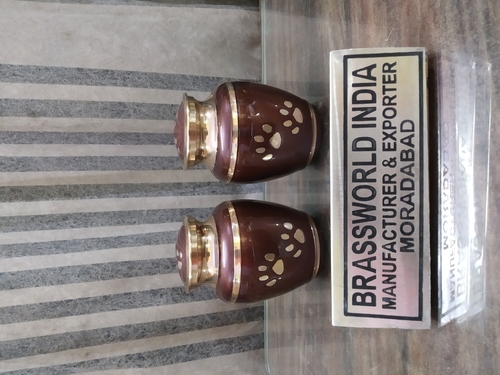 BRASSWORLD INDIA
MANUFACTURER & EXPORTER
MORADABAD